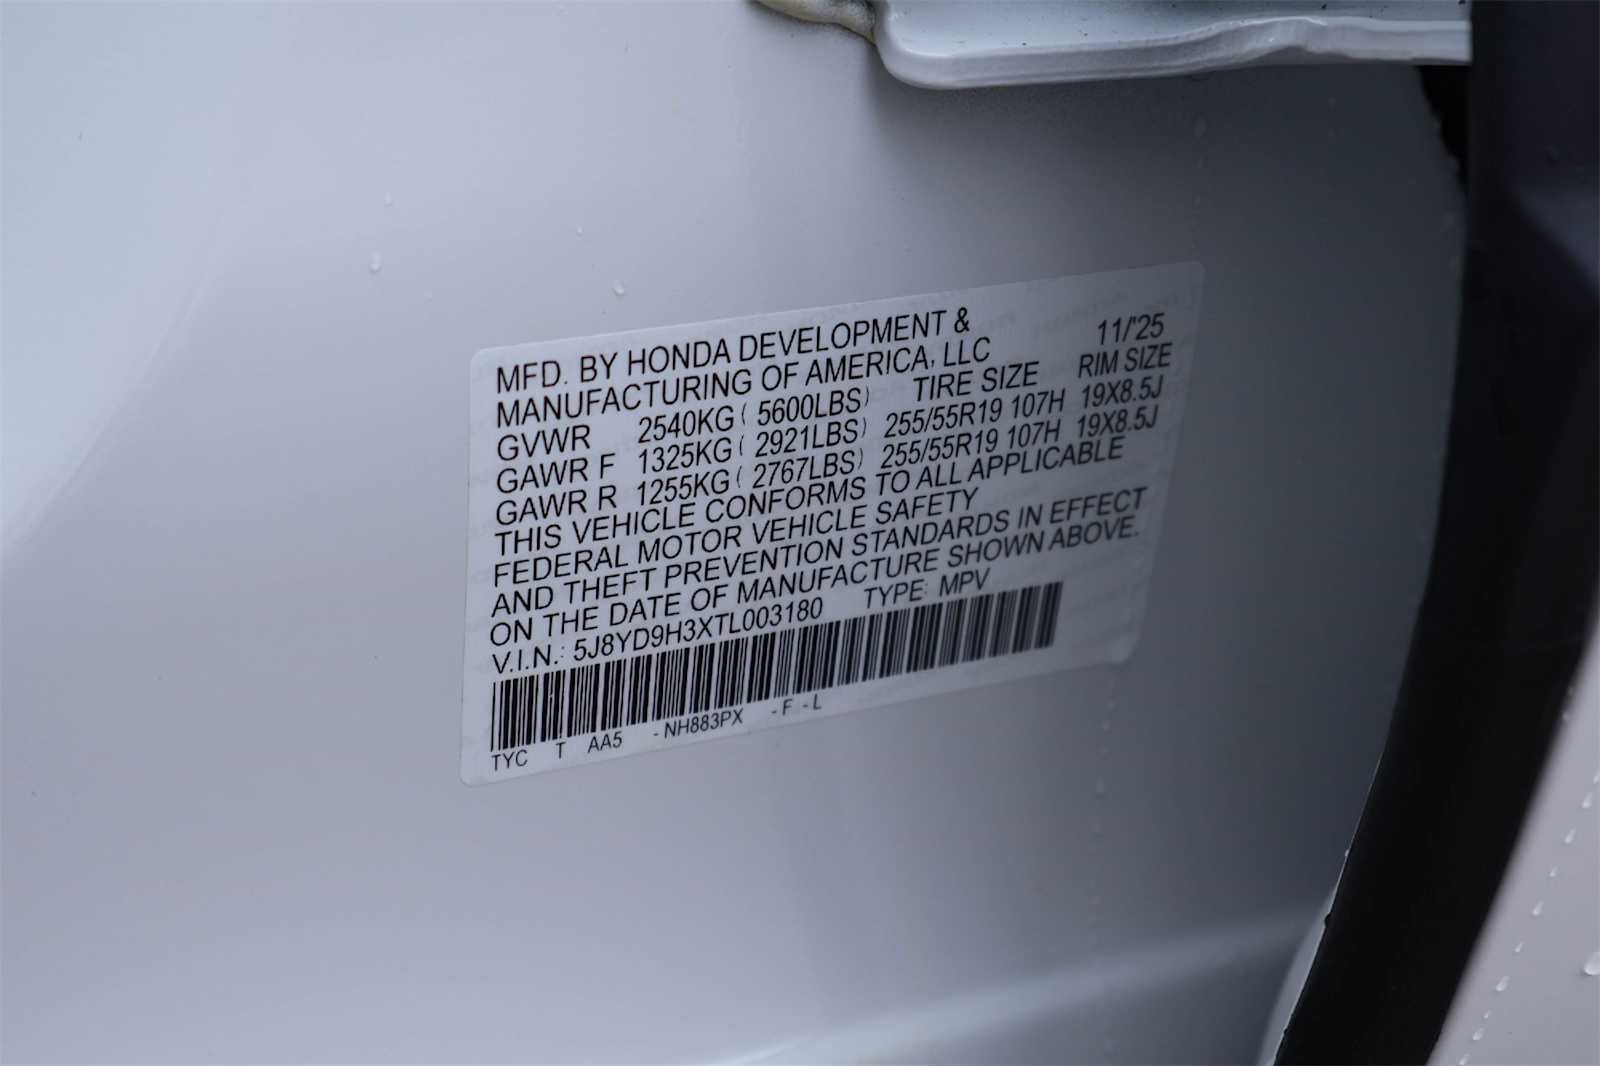 MFD. BY HONDA DEVELOPMENT &
MANUFACTURING OF AMERICA, LLC 11/'25
GVWR 2540KG ( 5600LBS) TIRE SIZE RIM SIZE
GAWR F 1325KG ( 2921LBS) 255/55R19 107H 19X8.5J
GAWR R 1255KG ( 2767LBS) 255/55R19 107H 19X8.5J
THIS VEHICLE CONFORMS TO ALL APPLICABLE
FEDERAL MOTOR VEHICLE SAFETY
AND THEFT PREVENTION STANDARDS IN EFFECT
ON THE DATE OF MANUFACTURE SHOWN ABOVE.
V.I.N.: 5J8YD9H3XTL003180 TYPE: MPV
TYC T AA5 -NH883PX -F -L